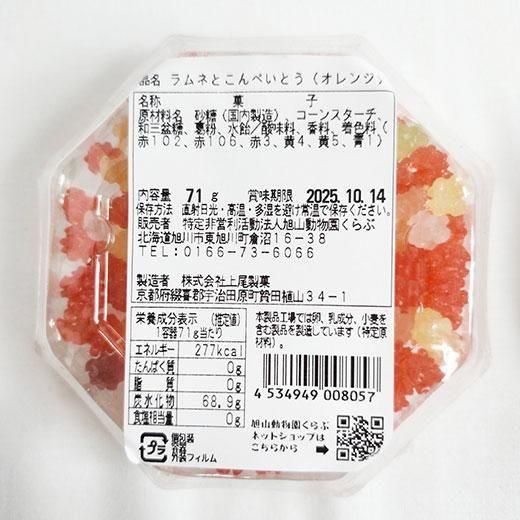 品名 ラムネとこんぺいとう(オレンジ)
名称 菓子
原材料名 砂糖(国内製造)、コーンスターチ、
和三盆糖、葛粉、水飴/酸味料、香料、着色料(
赤102、赤106、赤3、黄4、黄5、青1)
内容量 71g 賞味期限 2025.10.14
保存方法 直射日光・高温・多湿を避け常温で保存ください。
販売者 特定非営利活動法人旭山動物園くらぶ
北海道旭川市東旭川町倉沼16-38
TEL:0166-73-6066
製造者 株式会社上尾製菓
京都府綴喜郡宇治田原町贄田植山34-1
栄養成分表示(推定値)
1容器71g当たり
エネルギー 277kcal
たんぱく質 0g
脂質 0g
炭水化物 68.9g
食塩相当量 0g
本製品工場では卵、乳成分、小麦を
含む製品を製造しています(特定原
材料)。
4 534949 008057
プラ
個包装
容器
外装フィルム
旭山動物園くらぶ
ネットショップは
こちらから